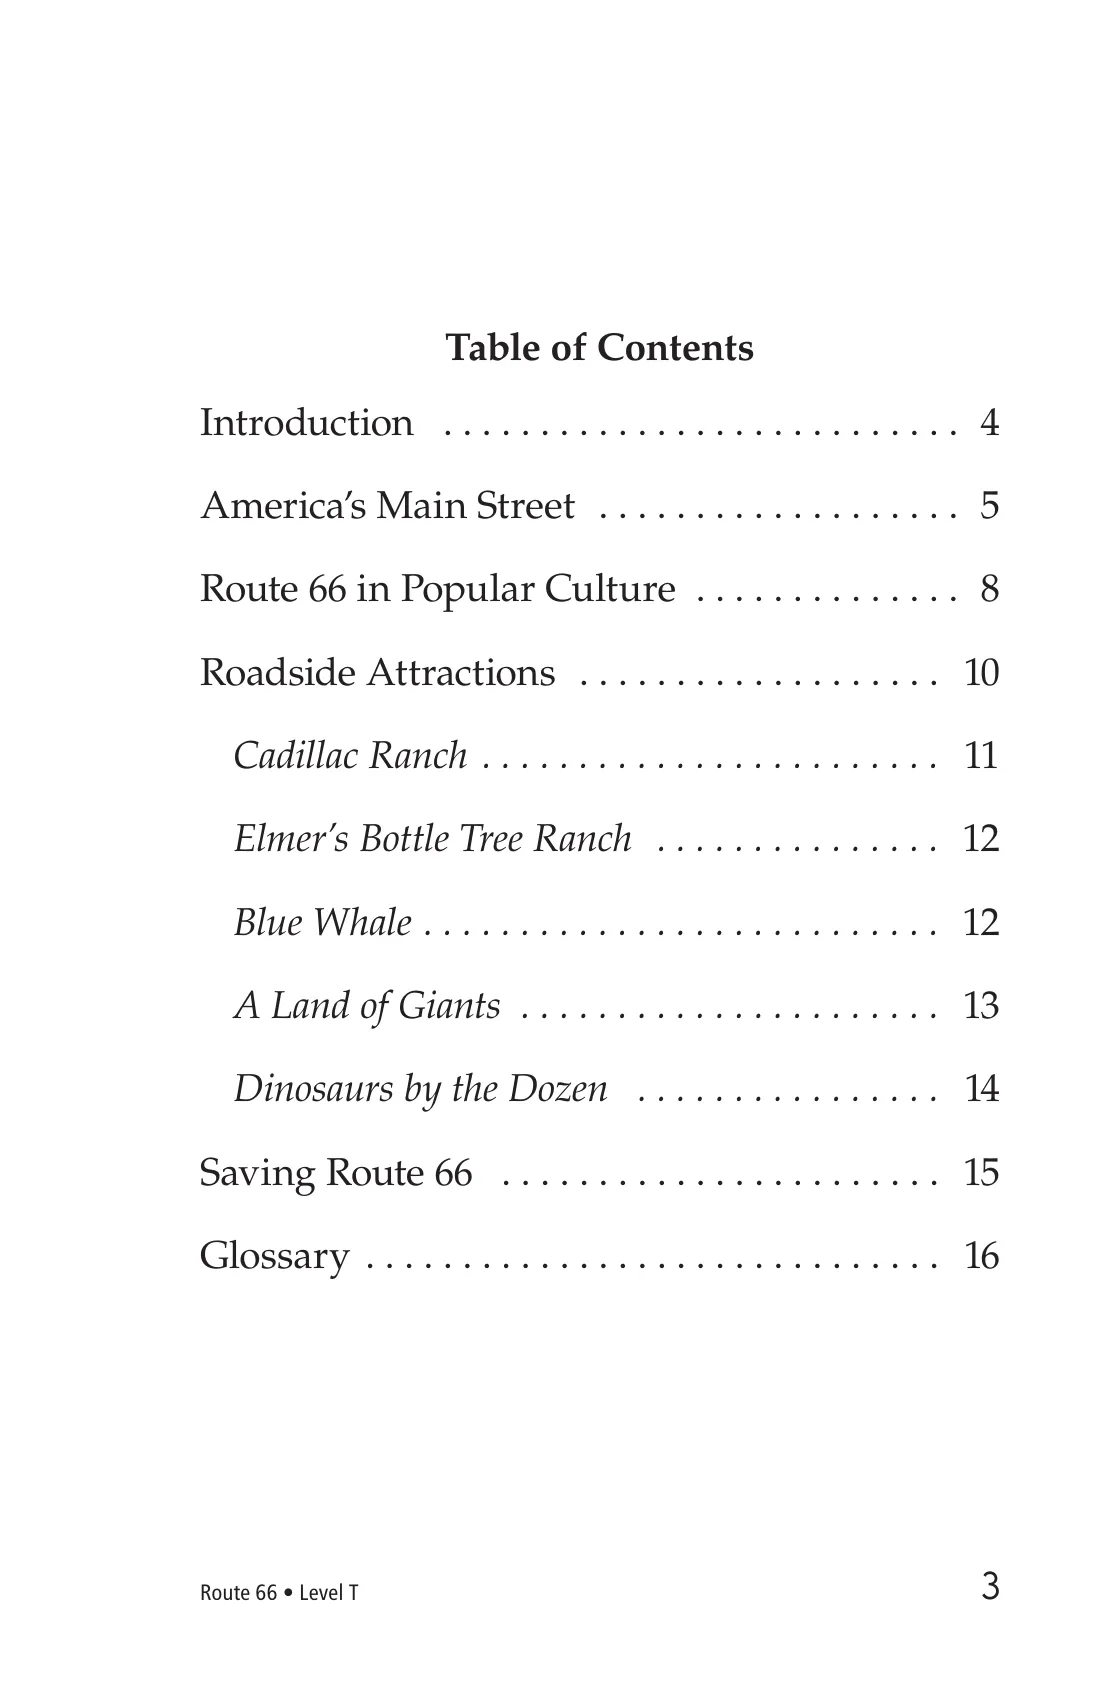 Table of Contents
Introduction . . . . . . . . . . . . . . . . . . . . . . . . . . . 4
America’s Main Street . . . . . . . . . . . . . . . . . . . 5
Route 66 in Popular Culture . . . . . . . . . . . . . . 8
Roadside Attractions . . . . . . . . . . . . . . . . . . . 10
Cadillac Ranch . . . . . . . . . . . . . . . . . . . . . . . . 11
Elmer’s Bottle Tree Ranch . . . . . . . . . . . . . . . 12
Blue Whale . . . . . . . . . . . . . . . . . . . . . . . . . . . 12
A Land of Giants . . . . . . . . . . . . . . . . . . . . . . 13
Dinosaurs by the Dozen . . . . . . . . . . . . . . . . 14
Saving Route 66 . . . . . . . . . . . . . . . . . . . . . . . 15
Glossary . . . . . . . . . . . . . . . . . . . . . . . . . . . . . . 16
Route 66 • Level T 3